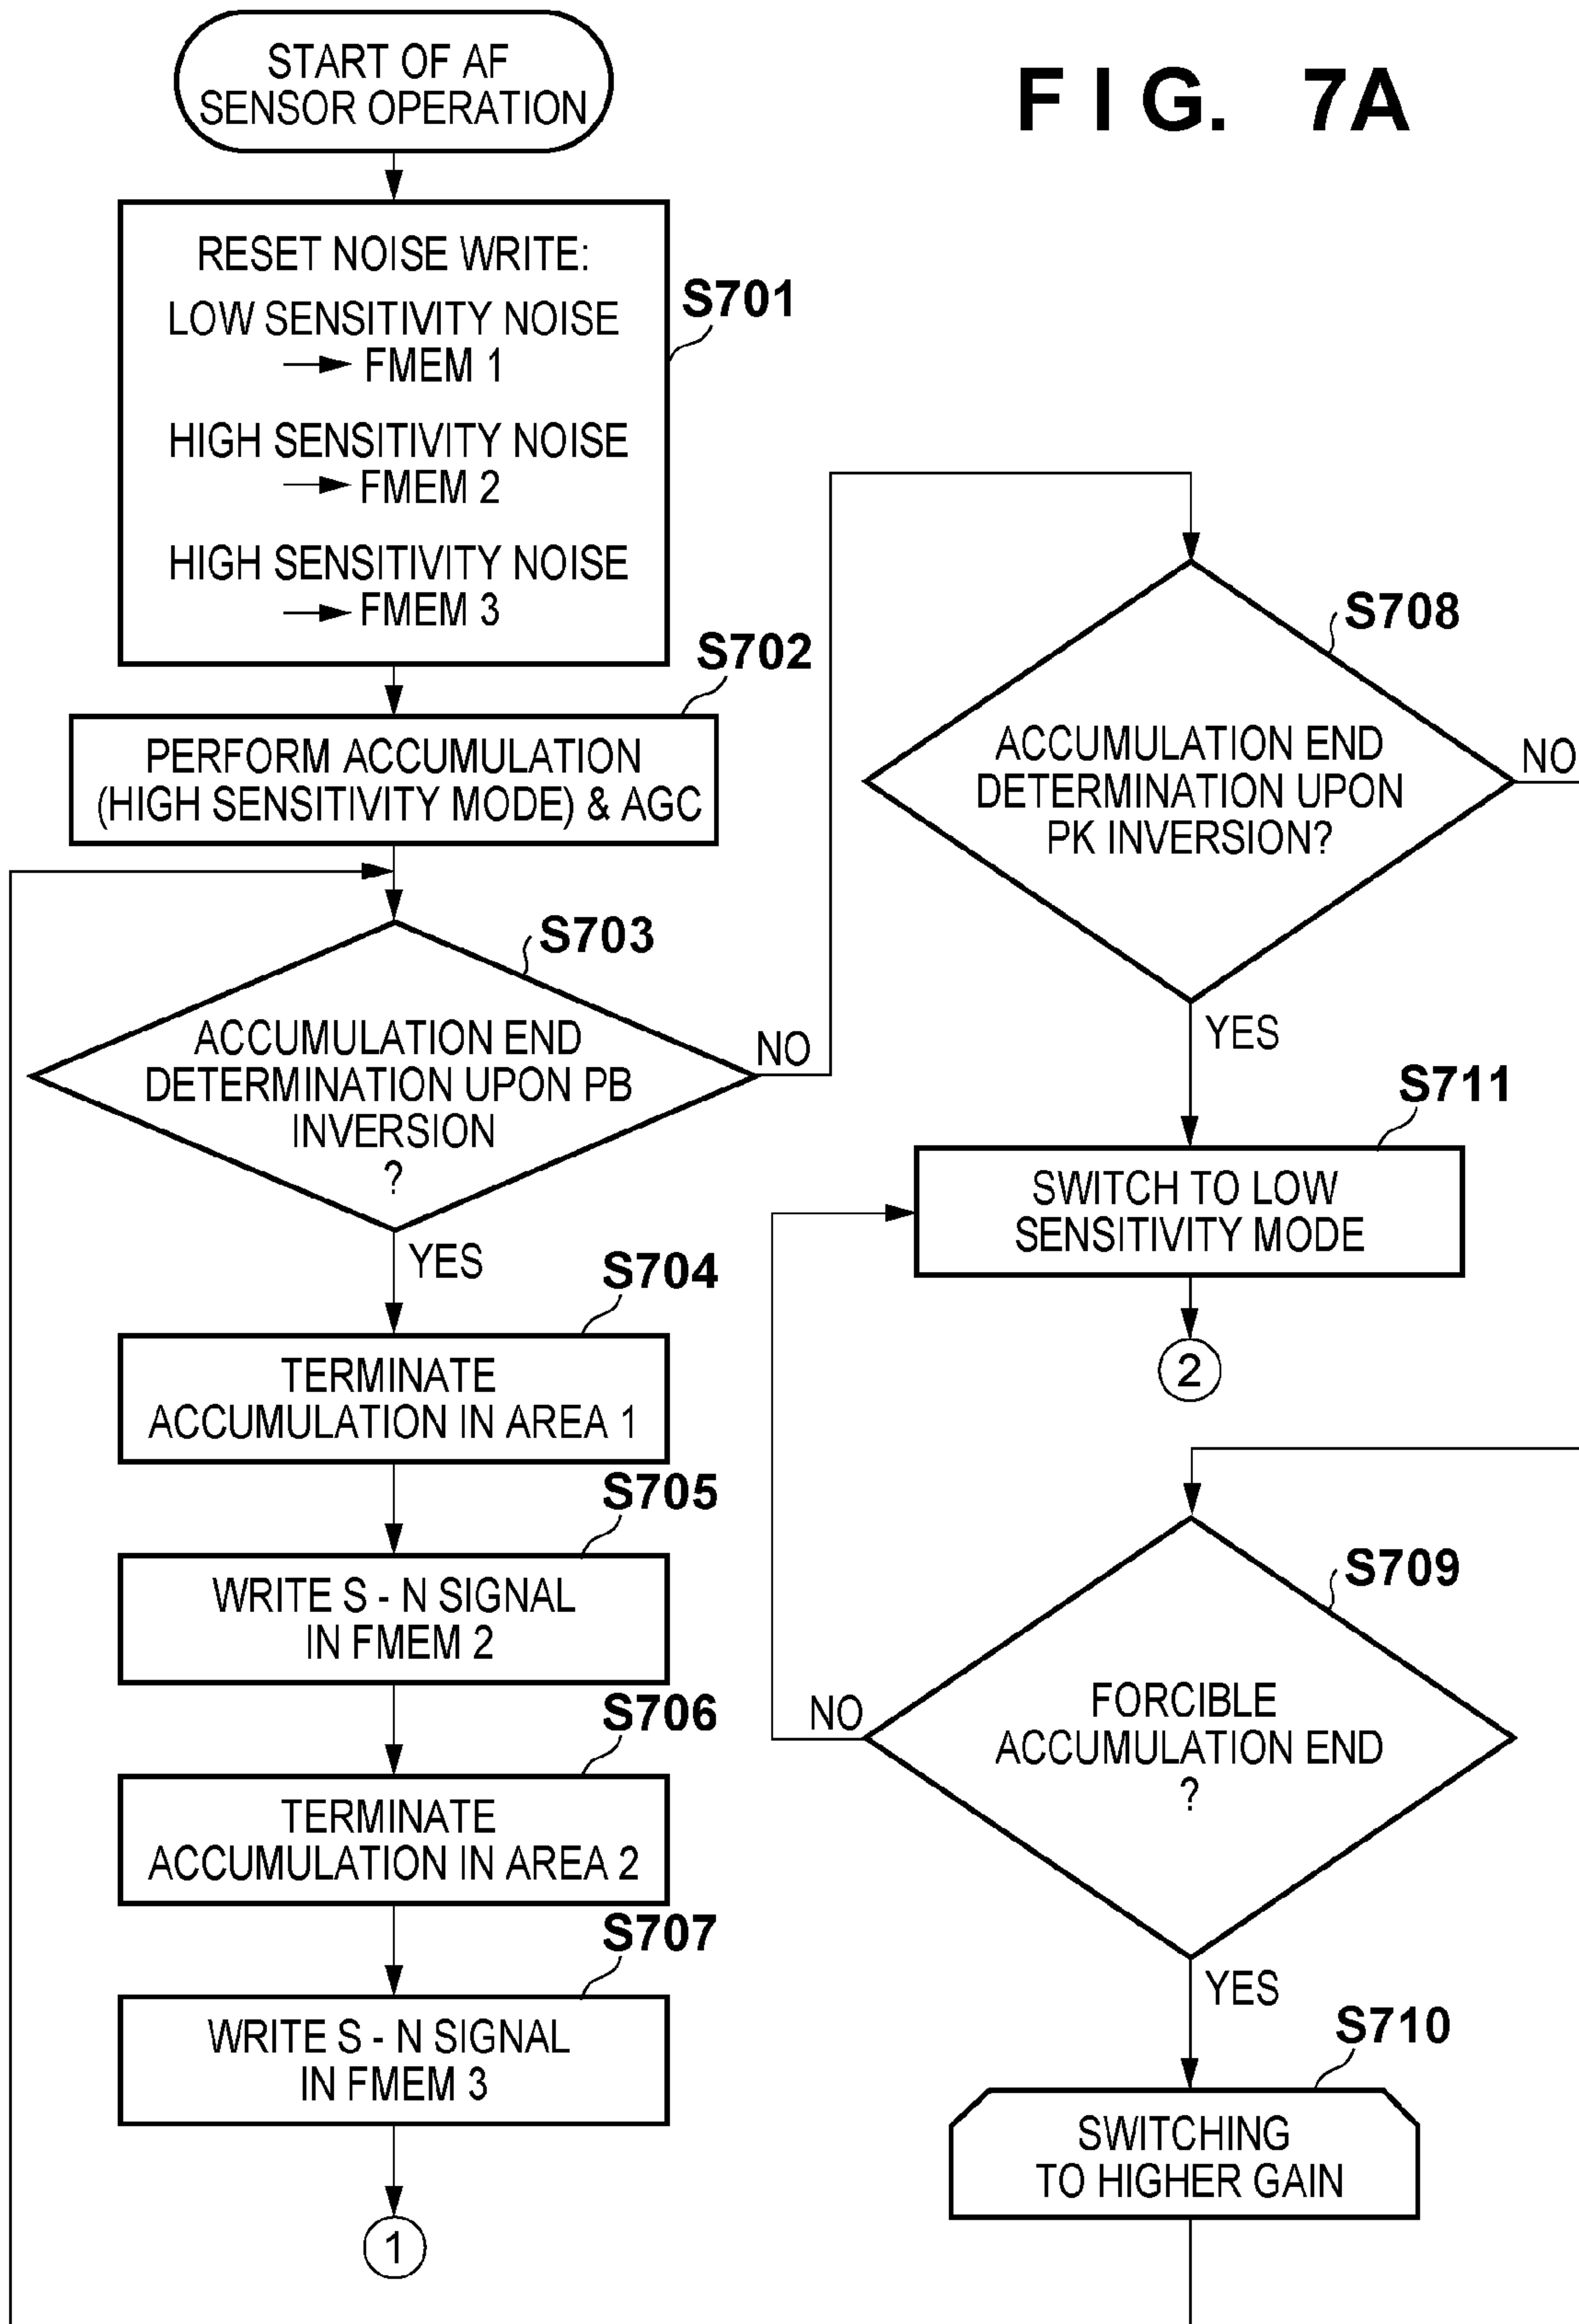 FIG. 7A
START OF AF
SENSOR OPERATION
RESET NOISE WRITE:
LOW SENSITIVITY NOISE
→ FMEM 1
HIGH SENSITIVITY NOISE
→ FMEM 2
HIGH SENSITIVITY NOISE
→ FMEM 3
S701
S702
PERFORM ACCUMULATION
(HIGH SENSITIVITY MODE) & AGC
S703
ACCUMULATION END
DETERMINATION UPON PB
INVERSION
?
NO
YES
S704
TERMINATE
ACCUMULATION IN AREA 1
S705
WRITE S - N SIGNAL
IN FMEM 2
S706
TERMINATE
ACCUMULATION IN AREA 2
S707
WRITE S - N SIGNAL
IN FMEM 3
1
S708
ACCUMULATION END
DETERMINATION UPON
PK INVERSION?
NO
YES
S711
SWITCH TO LOW
SENSITIVITY MODE
2
S709
FORCIBLE
ACCUMULATION END
?
NO
YES
S710
SWITCHING
TO HIGHER GAIN